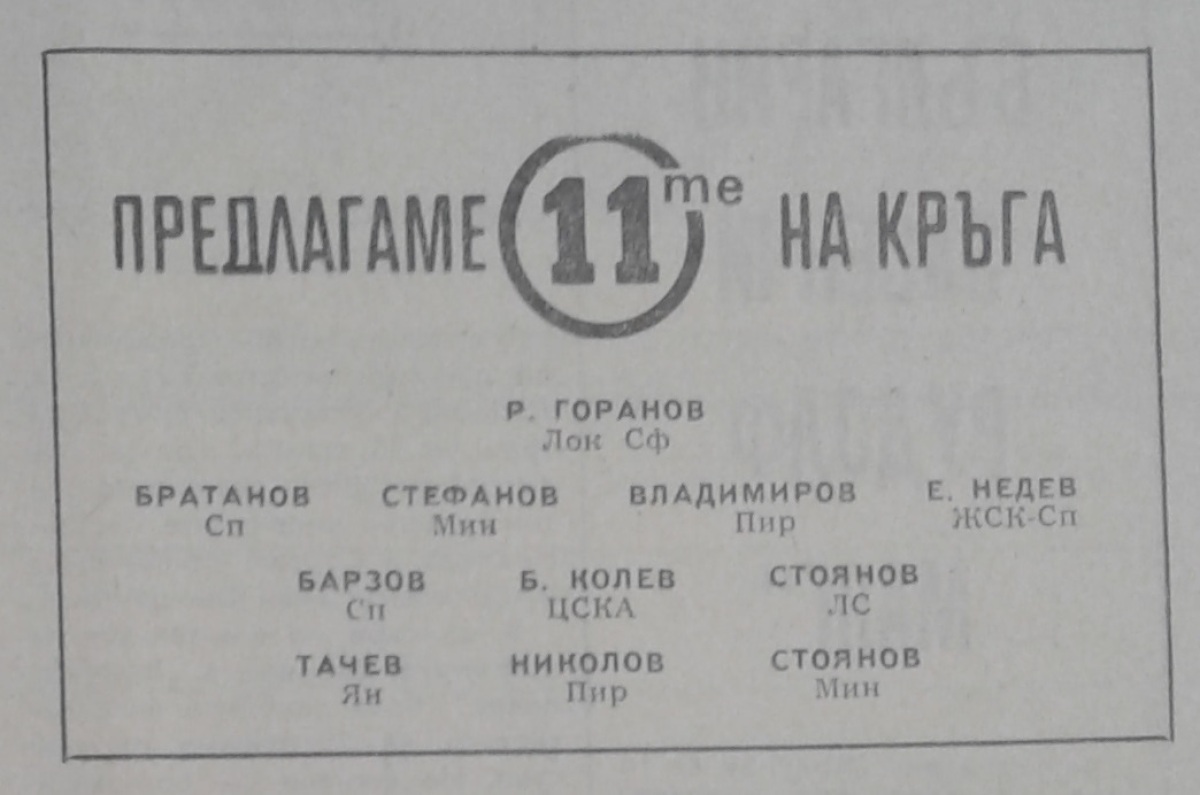 ПРЕДЛАГАМЕ 11те НА КРЪГА
Р. ГОРАНОВ
Лок Сф
БРАТАНОВ СТЕФАНОВ ВЛАДИМИРОВ Е. НЕДЕВ
Сп Мин Пир ЖСК-Сп
БАРЗОВ Б. КОЛЕВ СТОЯНОВ
Сп ЦСКА ЛС
ТАЧЕВ НИКОЛОВ СТОЯНОВ
Ян Пир Мин